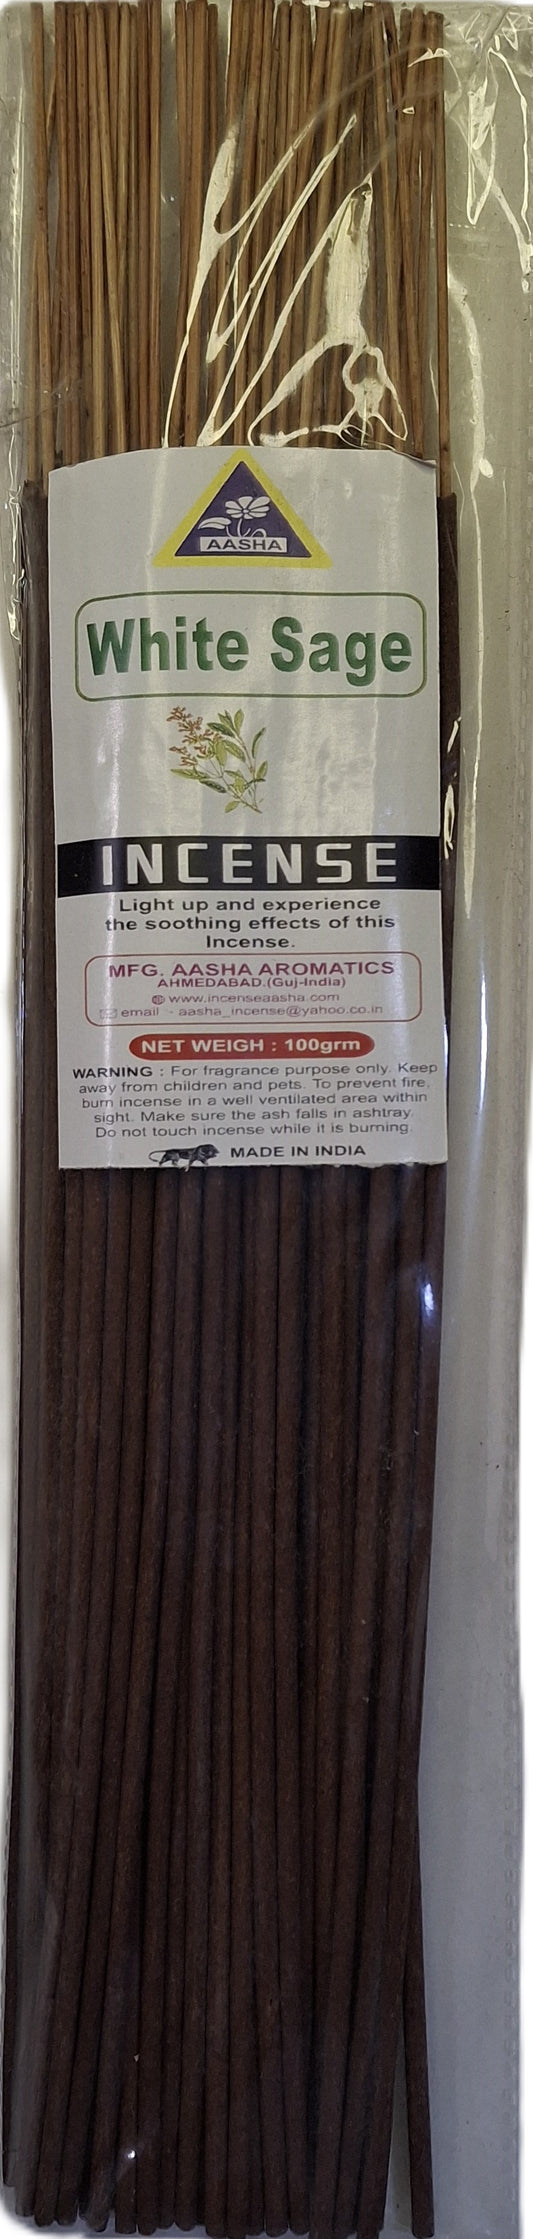 AASHA
White Sage
INCENSE
Light up and experience
the soothing effects of this
Incense.
MFG. AASHA AROMATICS
AHMEDABAD.(Guj-India)
www.incenseaasha.com
email - aasha_incense@yahoo.co.in
NET WEIGH : 100grm
WARNING : For fragrance purpose only. Keep
away from children and pets. To prevent fire,
burn incense in a well ventilated area within
sight. Make sure the ash falls in ashtray.
Do not touch incense while it is burning.
MADE IN INDIA